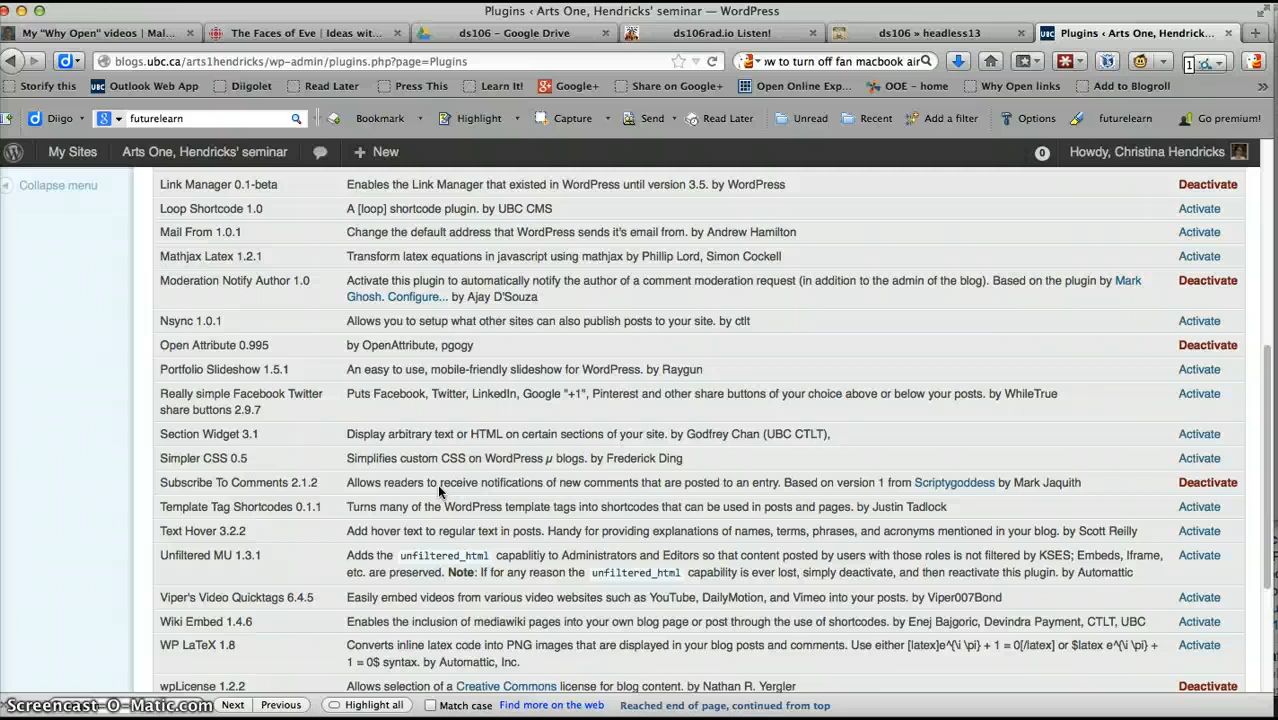 Plugins ‹ Arts One, Hendricks' seminar — WordPress
My "Why Open" videos | Mal... × The Faces of Eve | Ideas wit... × ds106 – Google Drive × ds106rad.io Listen! × ds106 » headless13 × Plugins ‹ Arts One, Hendrick... × +
blogs.ubc.ca/arts1hendricks/wp-admin/plugins.php?page=Plugins w to turn off fan macbook air
Storify this Outlook Web App Diigolet Read Later Press This Learn It! Google+ Share on Google+ Open Online Exp... OOE - home Why Open links Add to Blogroll
Diigo futurelearn Bookmark Highlight Capture Send Read Later Unread Recent Add a filter Options futurelearn Go premium!
My Sites Arts One, Hendricks' seminar + New 0 Howdy, Christina Hendricks
Collapse menu
Link Manager 0.1-beta Enables the Link Manager that existed in WordPress until version 3.5. by WordPress Deactivate
Loop Shortcode 1.0 A [loop] shortcode plugin. by UBC CMS Activate
Mail From 1.0.1 Change the default address that WordPress sends it's email from. by Andrew Hamilton Activate
Mathjax Latex 1.2.1 Transform latex equations in javascript using mathjax by Phillip Lord, Simon Cockell Activate
Moderation Notify Author 1.0 Activate this plugin to automatically notify the author of a comment moderation request (in addition to the admin of the blog). Based on the plugin by Mark Deactivate
Ghosh. Configure... by Ajay D'Souza
Nsync 1.0.1 Allows you to setup what other sites can also publish posts to your site. by ctlt Activate
Open Attribute 0.995 by OpenAttribute, pgogy Deactivate
Portfolio Slideshow 1.5.1 An easy to use, mobile-friendly slideshow for WordPress. by Raygun Activate
Really simple Facebook Twitter Puts Facebook, Twitter, LinkedIn, Google "+1", Pinterest and other share buttons of your choice above or below your posts. by WhileTrue Activate
share buttons 2.9.7
Section Widget 3.1 Display arbitrary text or HTML on certain sections of your site. by Godfrey Chan (UBC CTLT), Activate
Simpler CSS 0.5 Simplifies custom CSS on WordPress µ blogs. by Frederick Ding Activate
Subscribe To Comments 2.1.2 Allows readers to receive notifications of new comments that are posted to an entry. Based on version 1 from Scriptygoddess by Mark Jaquith Deactivate
Template Tag Shortcodes 0.1.1 Turns many of the WordPress template tags into shortcodes that can be used in posts and pages. by Justin Tadlock Activate
Text Hover 3.2.2 Add hover text to regular text in posts. Handy for providing explanations of names, terms, phrases, and acronyms mentioned in your blog. by Scott Reilly Activate
Unfiltered MU 1.3.1 Adds the unfiltered_html capablitiy to Administrators and Editors so that content posted by users with those roles is not filtered by KSES; Embeds, Iframe, Activate
etc. are preserved. Note: If for any reason the unfiltered_html capability is ever lost, simply deactivate, and then reactivate this plugin. by Automattic
Viper's Video Quicktags 6.4.5 Easily embed videos from various video websites such as YouTube, DailyMotion, and Vimeo into your posts. by Viper007Bond Activate
Wiki Embed 1.4.6 Enables the inclusion of mediawiki pages into your own blog page or post through the use of shortcodes. by Enej Bajgoric, Devindra Payment, CTLT, UBC Activate
WP LaTeX 1.8 Converts inline latex code into PNG images that are displayed in your blog posts and comments. Use either [latex]e^{\i \pi} + 1 = 0[/latex] or $latex e^{\i \pi} + Activate
1 = 0$ syntax. by Automattic, Inc.
wpLicense 1.2.2 Allows selection of a Creative Commons license for blog content. by Nathan R. Yergler Deactivate
Screencast-O-Matic.com Next Previous Highlight all Match case Find more on the web Reached end of page, continued from top